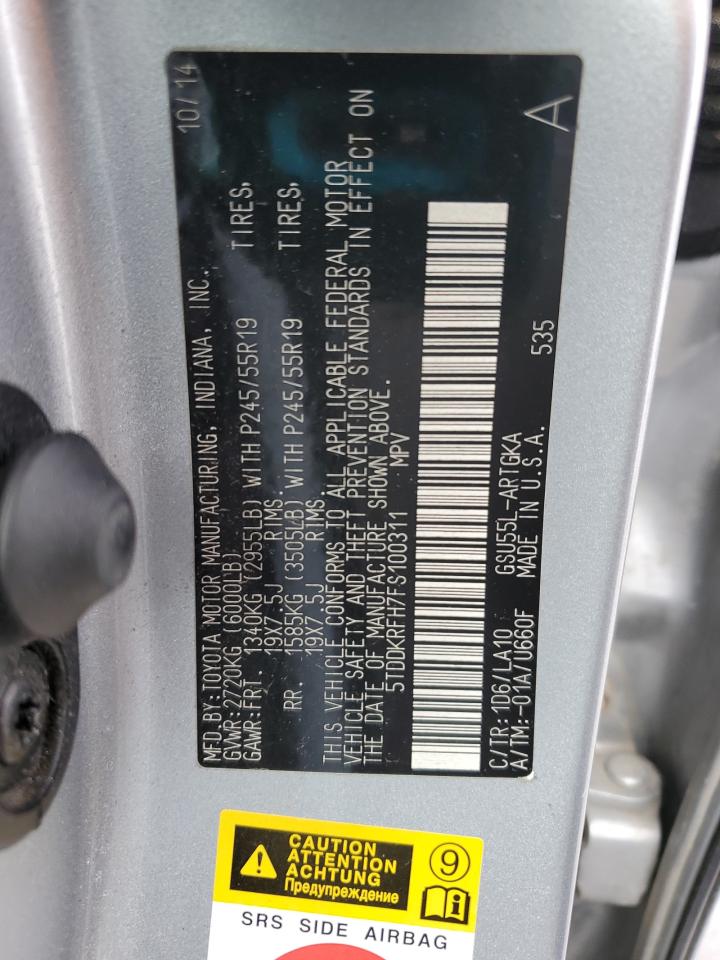 MFD. BY: TOYOTA MOTOR MANUFACTURING, INDIANA, INC. 10/14
GVWR: 2720KG (6000LB)
GAWR: FRT. 1340KG (2955LB) WITH P245/55R19 TIRES,
19X7.5J RIMS.
RR. 1585KG (3505LB) WITH P245/55R19 TIRES,
19X7.5J RIMS.
THIS VEHICLE CONFORMS TO ALL APPLICABLE FEDERAL MOTOR
VEHICLE SAFETY AND THEFT PREVENTION STANDARDS IN EFFECT ON
THE DATE OF MANUFACTURE SHOWN ABOVE.
5TDDKRFH7FS100311 MPV
A
C/TR: 1D6/LA10 GSU55L-ARTGKA
A/TM: -01A/U660F MADE IN U.S.A. 535
CAUTION
ATTENTION
ACHTUNG
Предупреждение
9
i
SRS SIDE AIRBAG